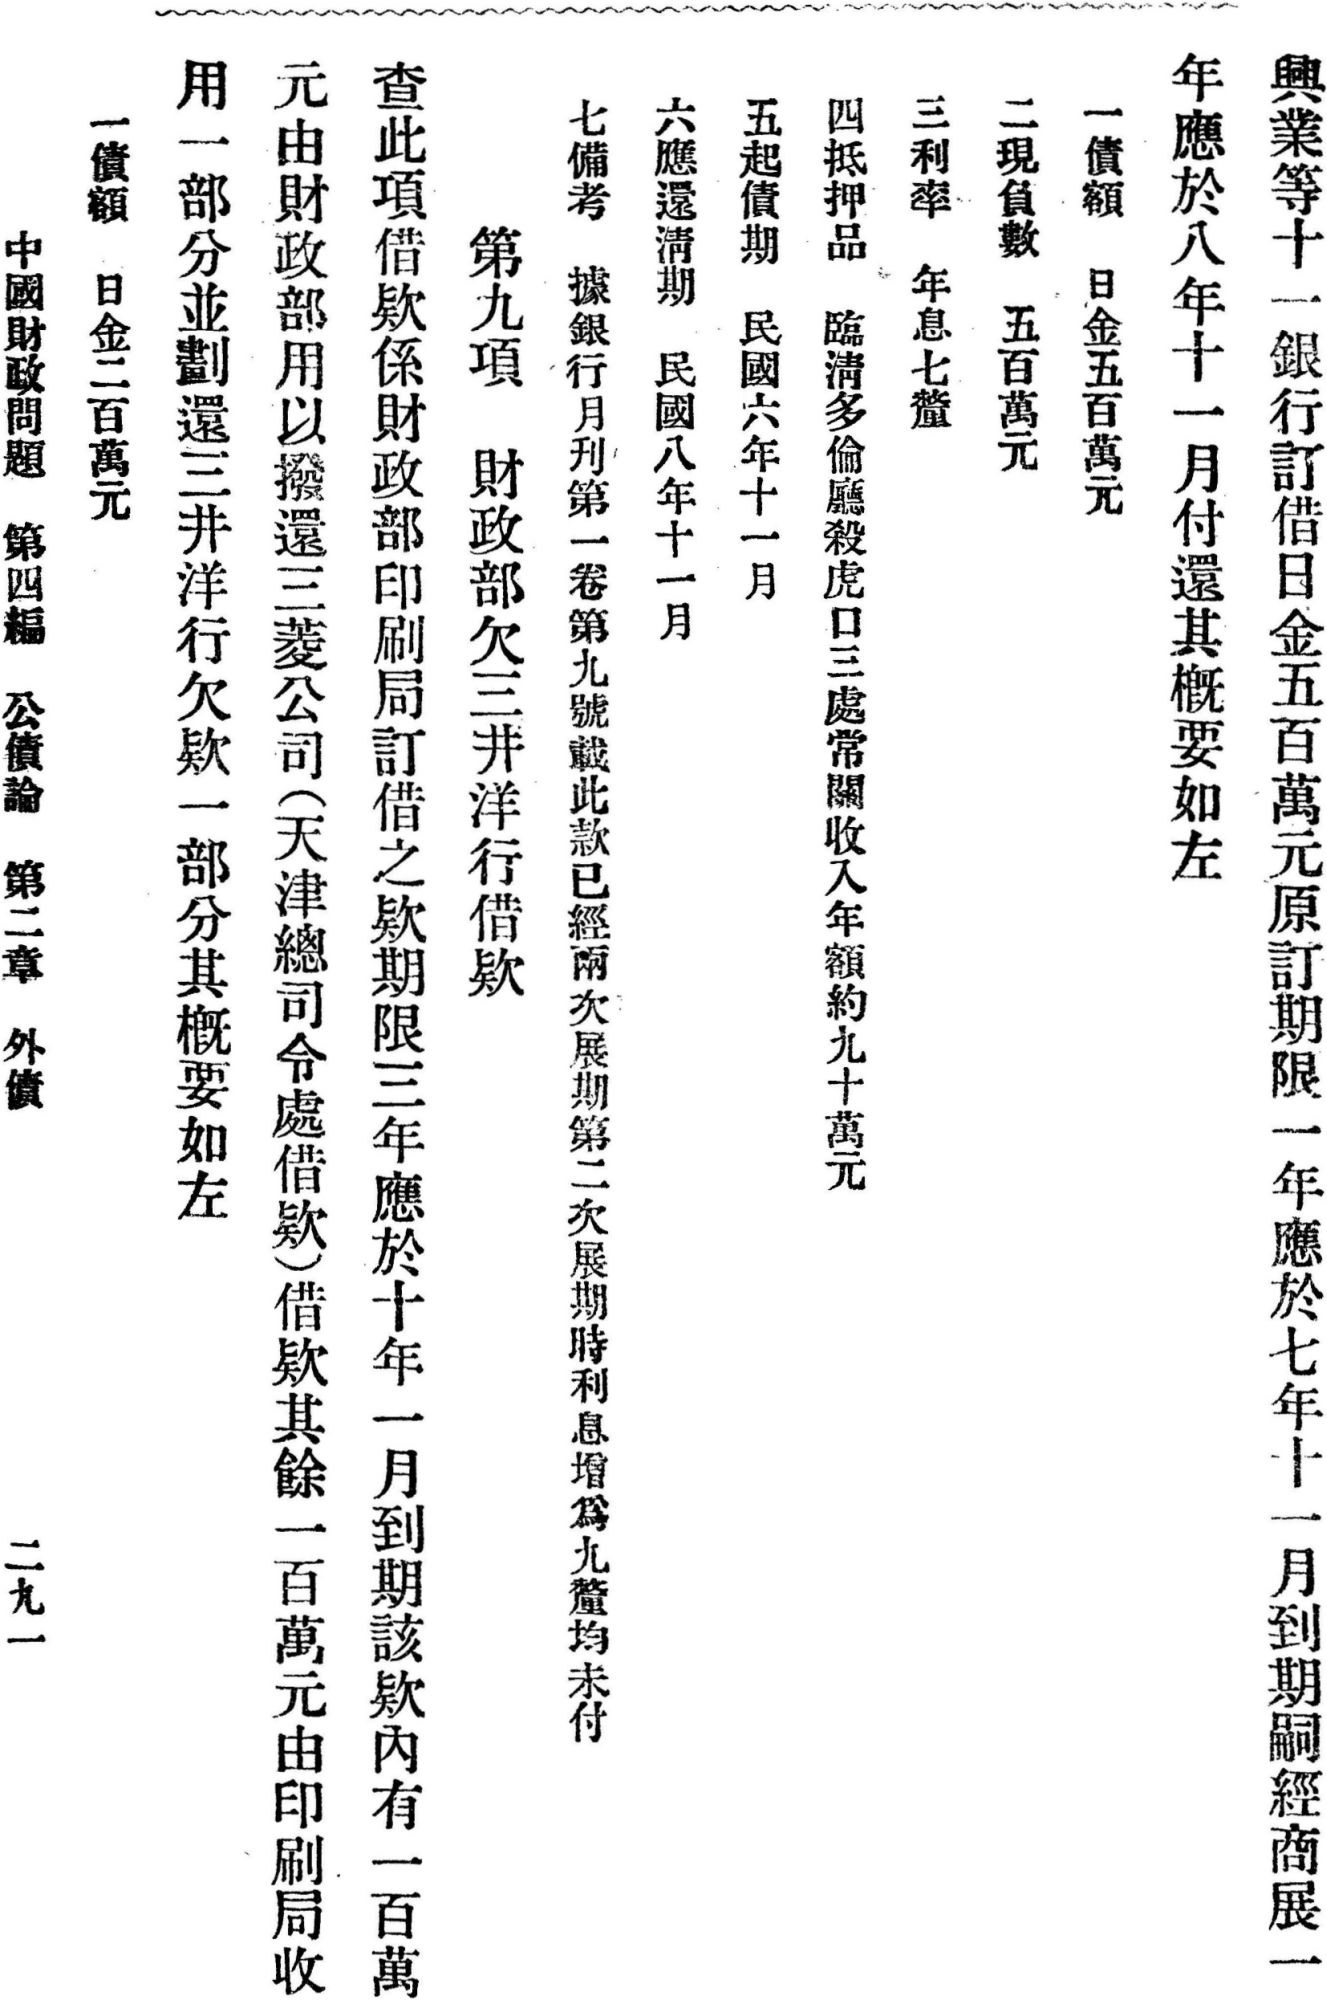 興業等十一銀行訂借日金五百萬元原訂期限一年應於七年十一月到期嗣經商展一
年應於八年十一月付還其槪要如左
一債額　日金五百萬元
二現負數　五百萬元
三利率　年息七釐
四抵押品　臨淸多倫廳殺虎口三處常關收入年額約九十萬元
五起債期　民國六年十一月
六應還淸期　民國八年十一月
七備考　據銀行月刊第一卷第九號載此款已經兩次展期第二次展期時利息增爲九釐均未付
第九項　財政部欠三井洋行借欵
查此項借欵係財政部印刷局訂借之欵期限三年應於十年一月到期該欵內有一百萬
元由財政部用以撥還三菱公司（天津總司令處借欵）借欵其餘一百萬元由印刷局收
用一部分並劃還三井洋行欠欵一部分其槪要如左
一債額　日金二百萬元
中國財政問題　第四編　公債論　第二章　外債　二九一